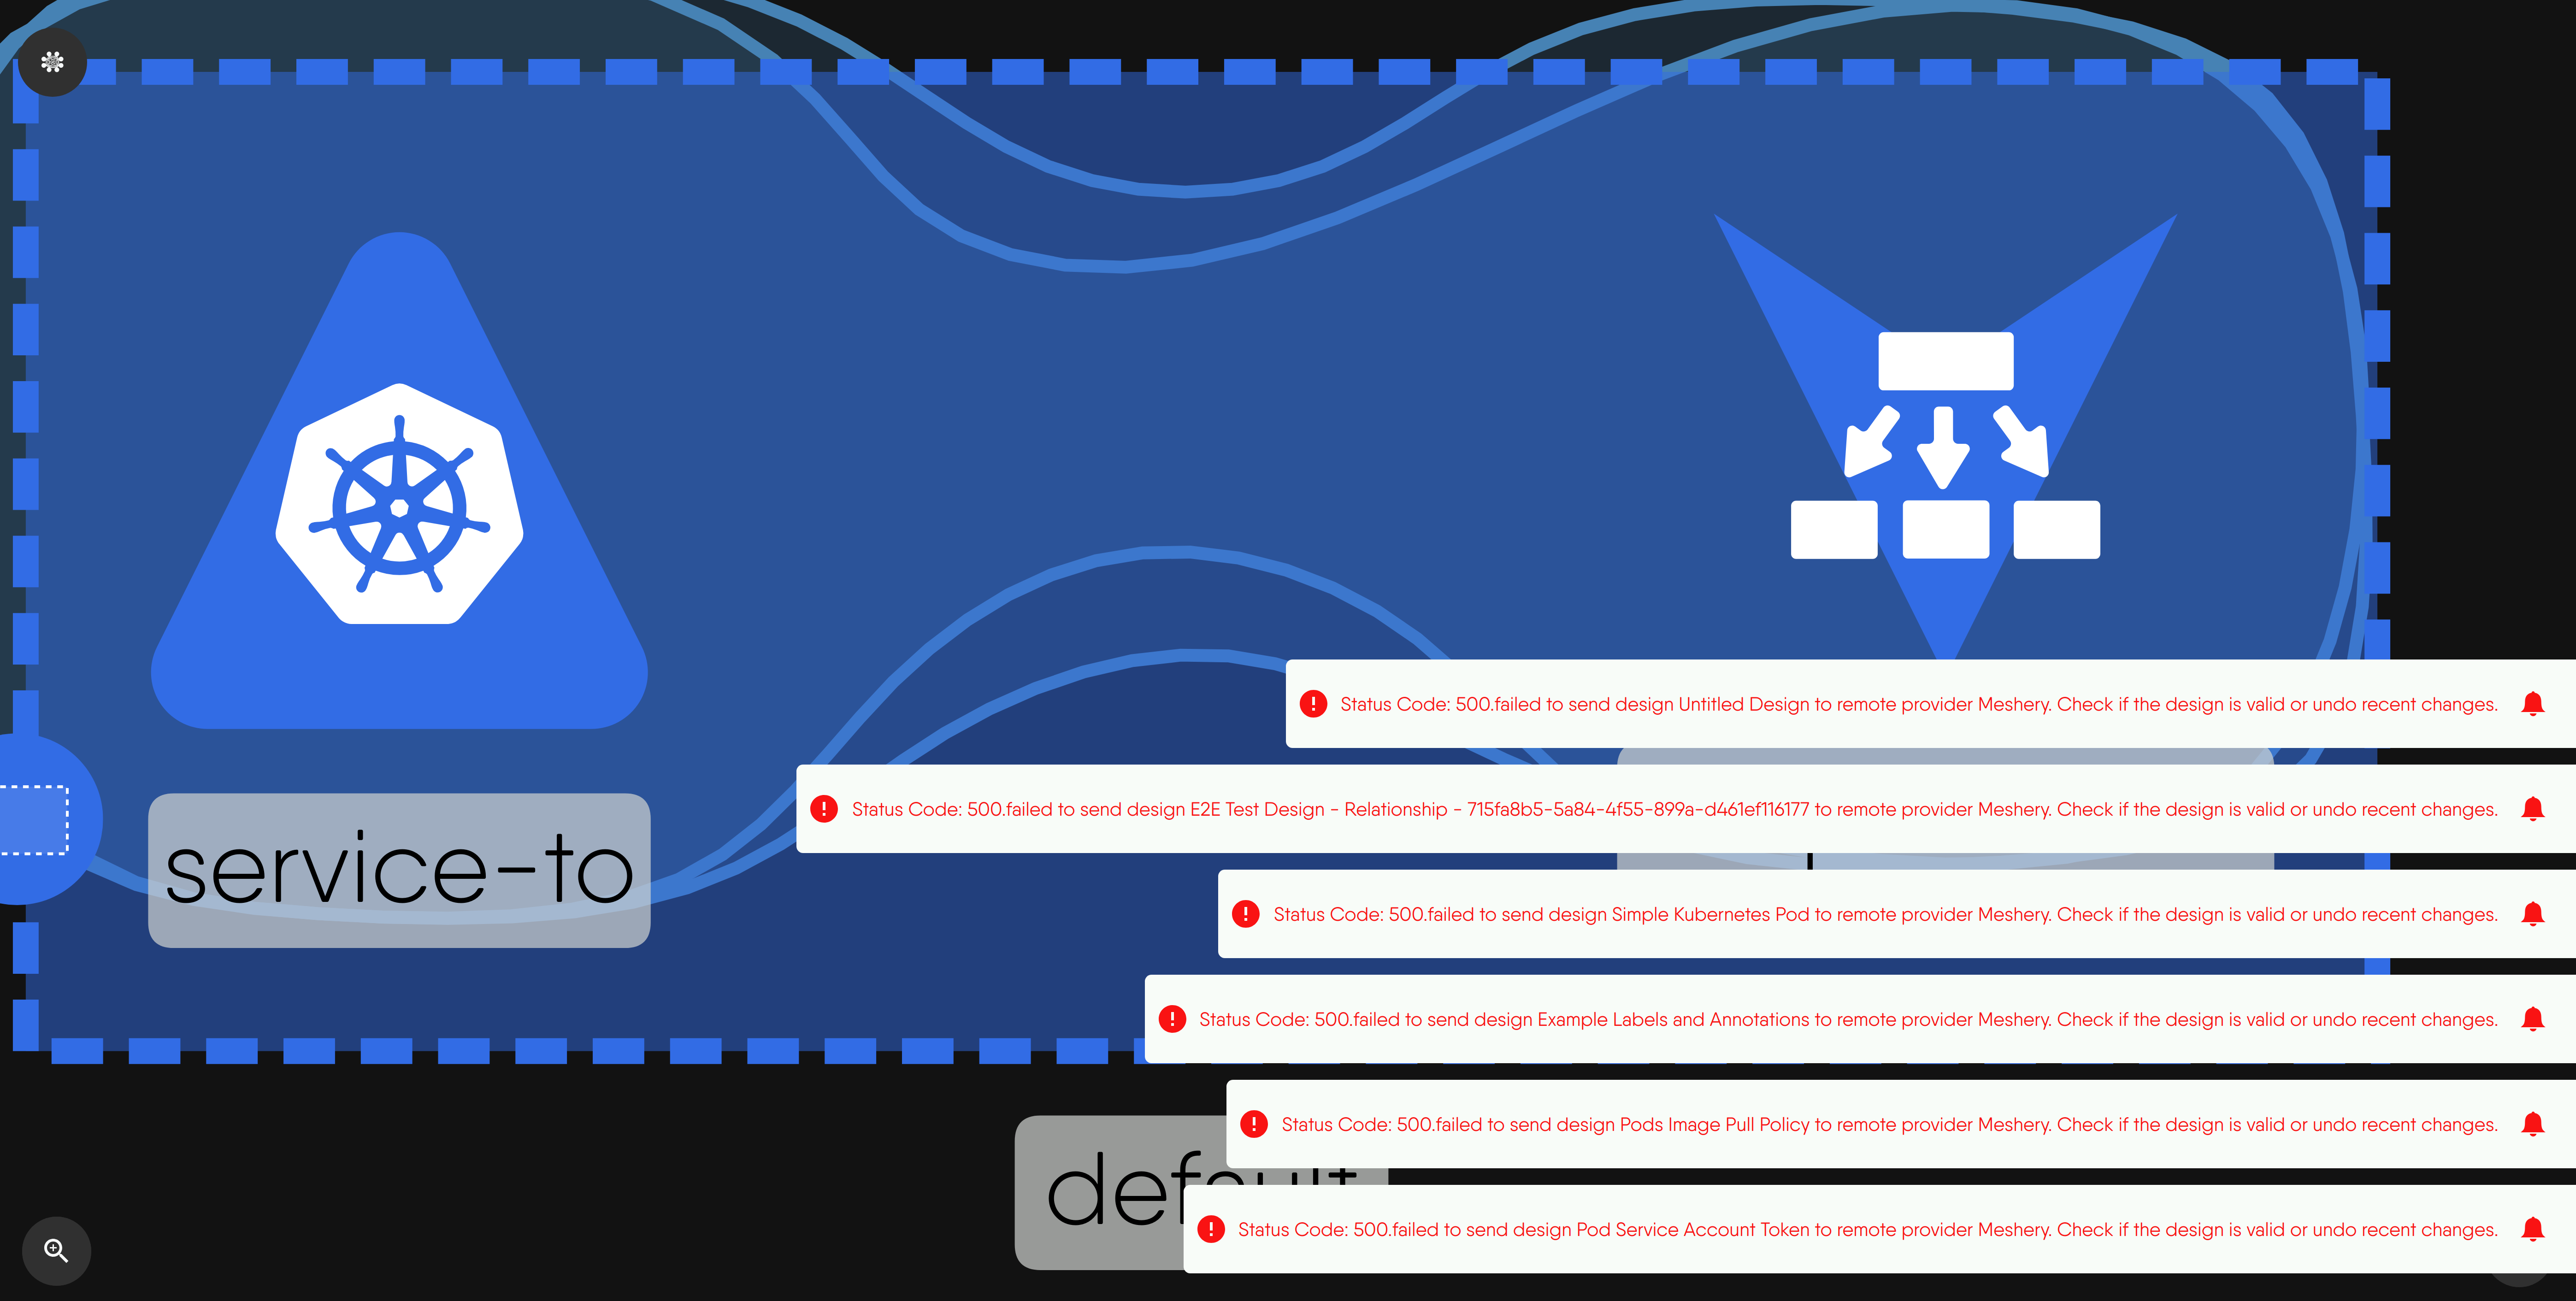 Status Code: 500.failed to send design Untitled Design to remote provider Meshery. Check if the design is valid or undo recent changes.
Status Code: 500.failed to send design E2E Test Design - Relationship - 715fa8b5-5a84-4f55-899a-d461ef116177 to remote provider Meshery. Check if the design is valid or undo recent changes.
service-to
Status Code: 500.failed to send design Simple Kubernetes Pod to remote provider Meshery. Check if the design is valid or undo recent changes.
Status Code: 500.failed to send design Example Labels and Annotations to remote provider Meshery. Check if the design is valid or undo recent changes.
Status Code: 500.failed to send design Pods Image Pull Policy to remote provider Meshery. Check if the design is valid or undo recent changes.
default
Status Code: 500.failed to send design Pod Service Account Token to remote provider Meshery. Check if the design is valid or undo recent changes.